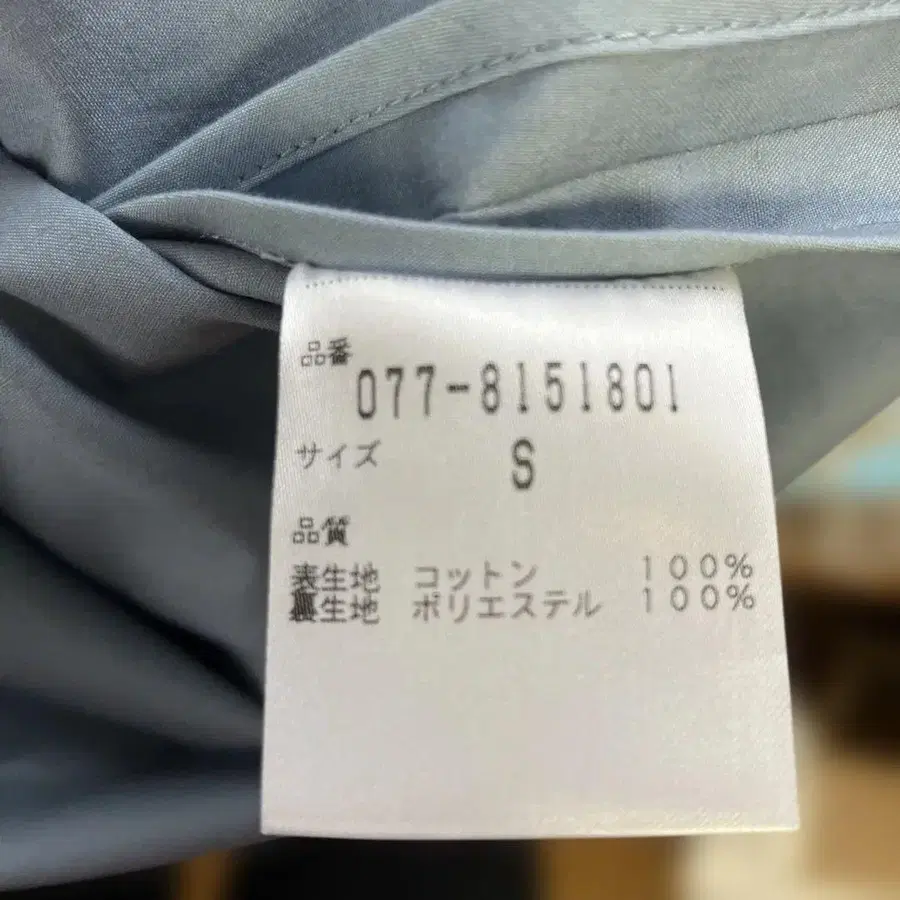 品番
077-8151801
サイズ S
品質
表生地 コットン 100%
裏生地 ポリエステル 100%